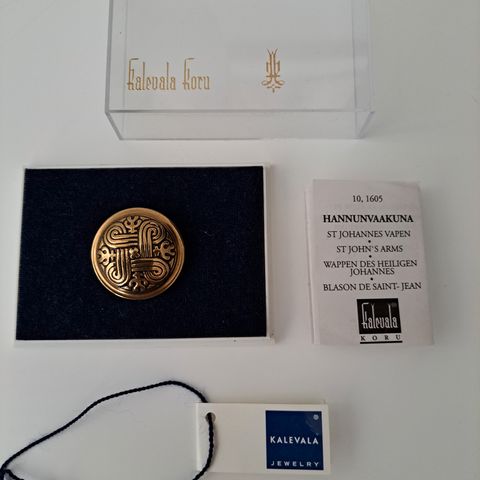 Kalevala Koru
10, 1605
HANNUNVAAKUNA
ST JOHANNES VAPEN
•
ST JOHN'S ARMS
•
WAPPEN DES HEILIGEN
JOHANNES
•
BLASON DE SAINT-JEAN
Kalevala
KORU
KALEVALA
JEWELRY